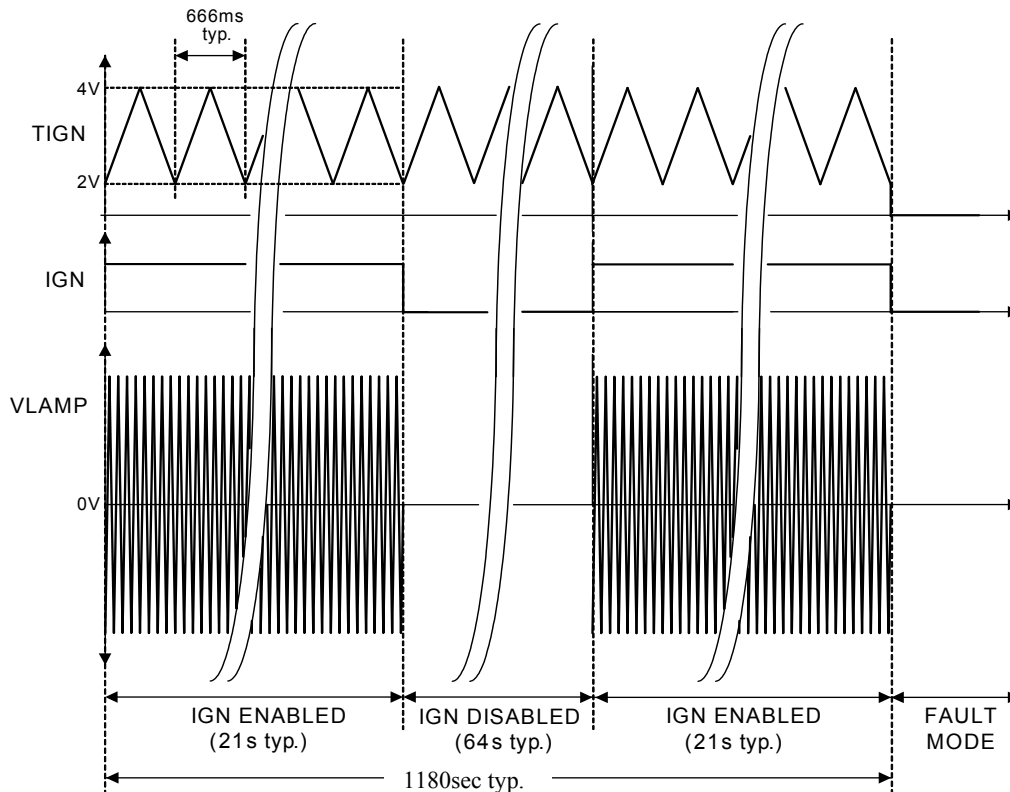 666ms
typ.
4V
TIGN
2V
IGN
VLAMP
0V
IGN ENABLED
(21s typ.)
IGN DISABLED
(64s typ.)
IGN ENABLED
(21s typ.)
FAULT
MODE
1180sec typ.